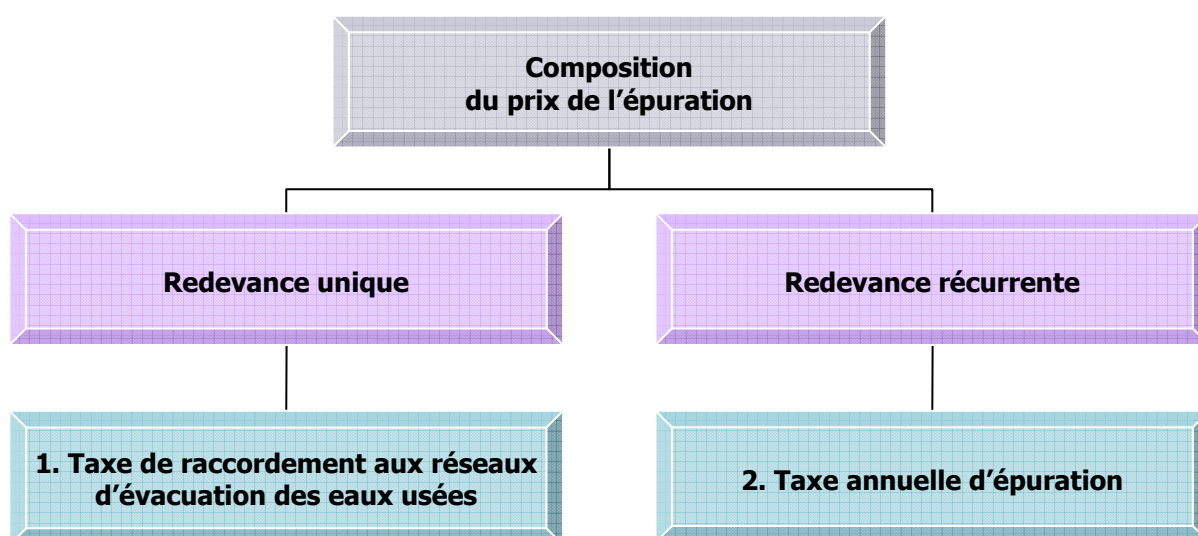 Composition
du prix de l’épuration
Redevance unique
Redevance récurrente
1. Taxe de raccordement aux réseaux
d’évacuation des eaux usées
2. Taxe annuelle d’épuration